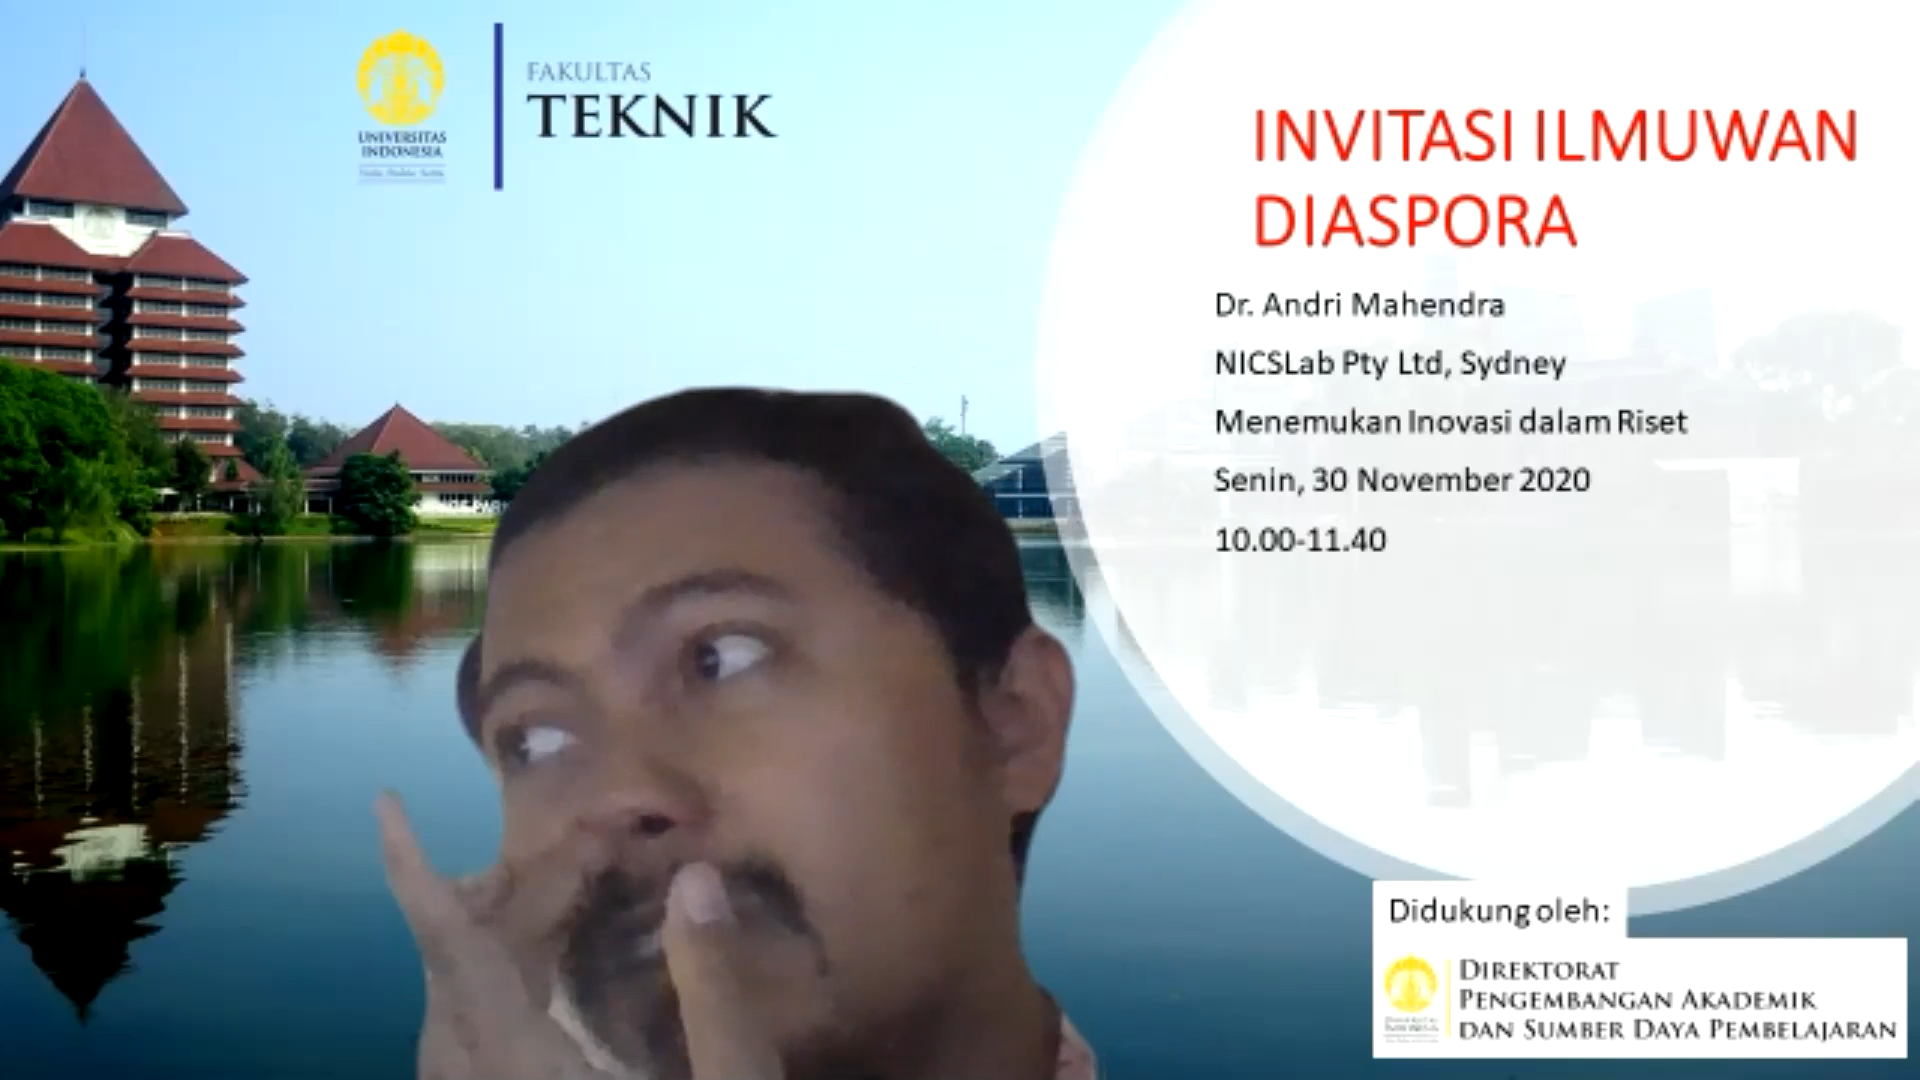 UNIVERSITAS
INDONESIA
FAKULTAS
TEKNIK
INVITASI ILMUWAN
DIASPORA
Dr. Andri Mahendra
NICSLab Pty Ltd, Sydney
Menemukan Inovasi dalam Riset
Senin, 30 November 2020
10.00-11.40
Didukung oleh:
DIREKTORAT
PENGEMBANGAN AKADEMIK
DAN SUMBER DAYA PEMBELAJARAN